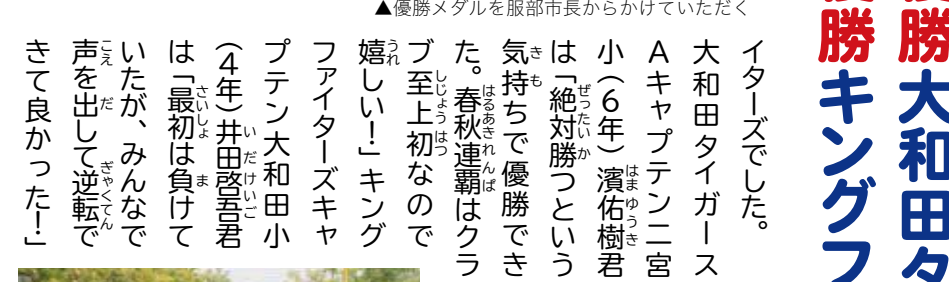 ▲優勝メダルを服部市長からかけていただく
優勝 大和田タ
優勝 キングフ
イターズでした。
大和田タイガース
Aキャプテン二宮
小(6年)濱佑樹君
は「絶対勝つという
気持ちで優勝でき
た。春秋連覇はクラ
ブ至上初なので
嬉しい!」キング
ファイターズキャ
プテン大和田小
(4年)井田啓吾君
は「最初は負けて
いたが、みんなで
声を出して逆転で
きて良かった!」